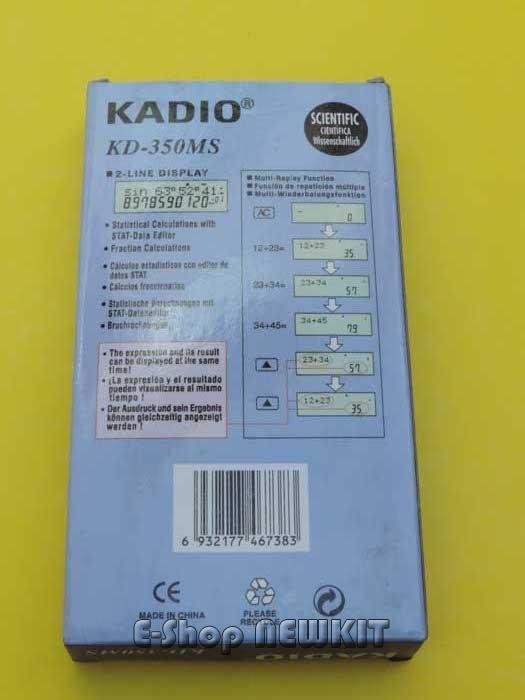 KADIO®
KD-350MS
SCIENTIFIC
CIENTIFICA
Wissenschaftlich
■ 2-LINE DISPLAY
sin 63°52°41
8978590120-01
• Statistical Calculations with
STAT-Data Editor
• Fraction Calculations
• Cálculos estadísticos con editor de
datos STAT
• Cálculos fraccionarios
• Statistische Berechnungen mit
STAT-Dateneditor
• Bruchrechnungen
• The expression and its result
can be displayed at the same
time!
• ¡La expresión y el resultado
pueden visualizarse al mismo
tiempo !
• Der Ausdruck und sein Ergebnis
können gleichzeitig angezeigt
werden !
■ Multi-Replay Function
■ Función de repetición múltiple
■ Multi-Wiederholungsfunktion
AC
- 0
12+23=
12+23
35.
23+34=
23+34
57.
34+45=
34+45
79.
23+34
57.
12+23
35.
6 932177 467383
CE
MADE IN CHINA
PLEASE
RECYCLE
E-Shop NEWKIT
KADIO
KD-350MS